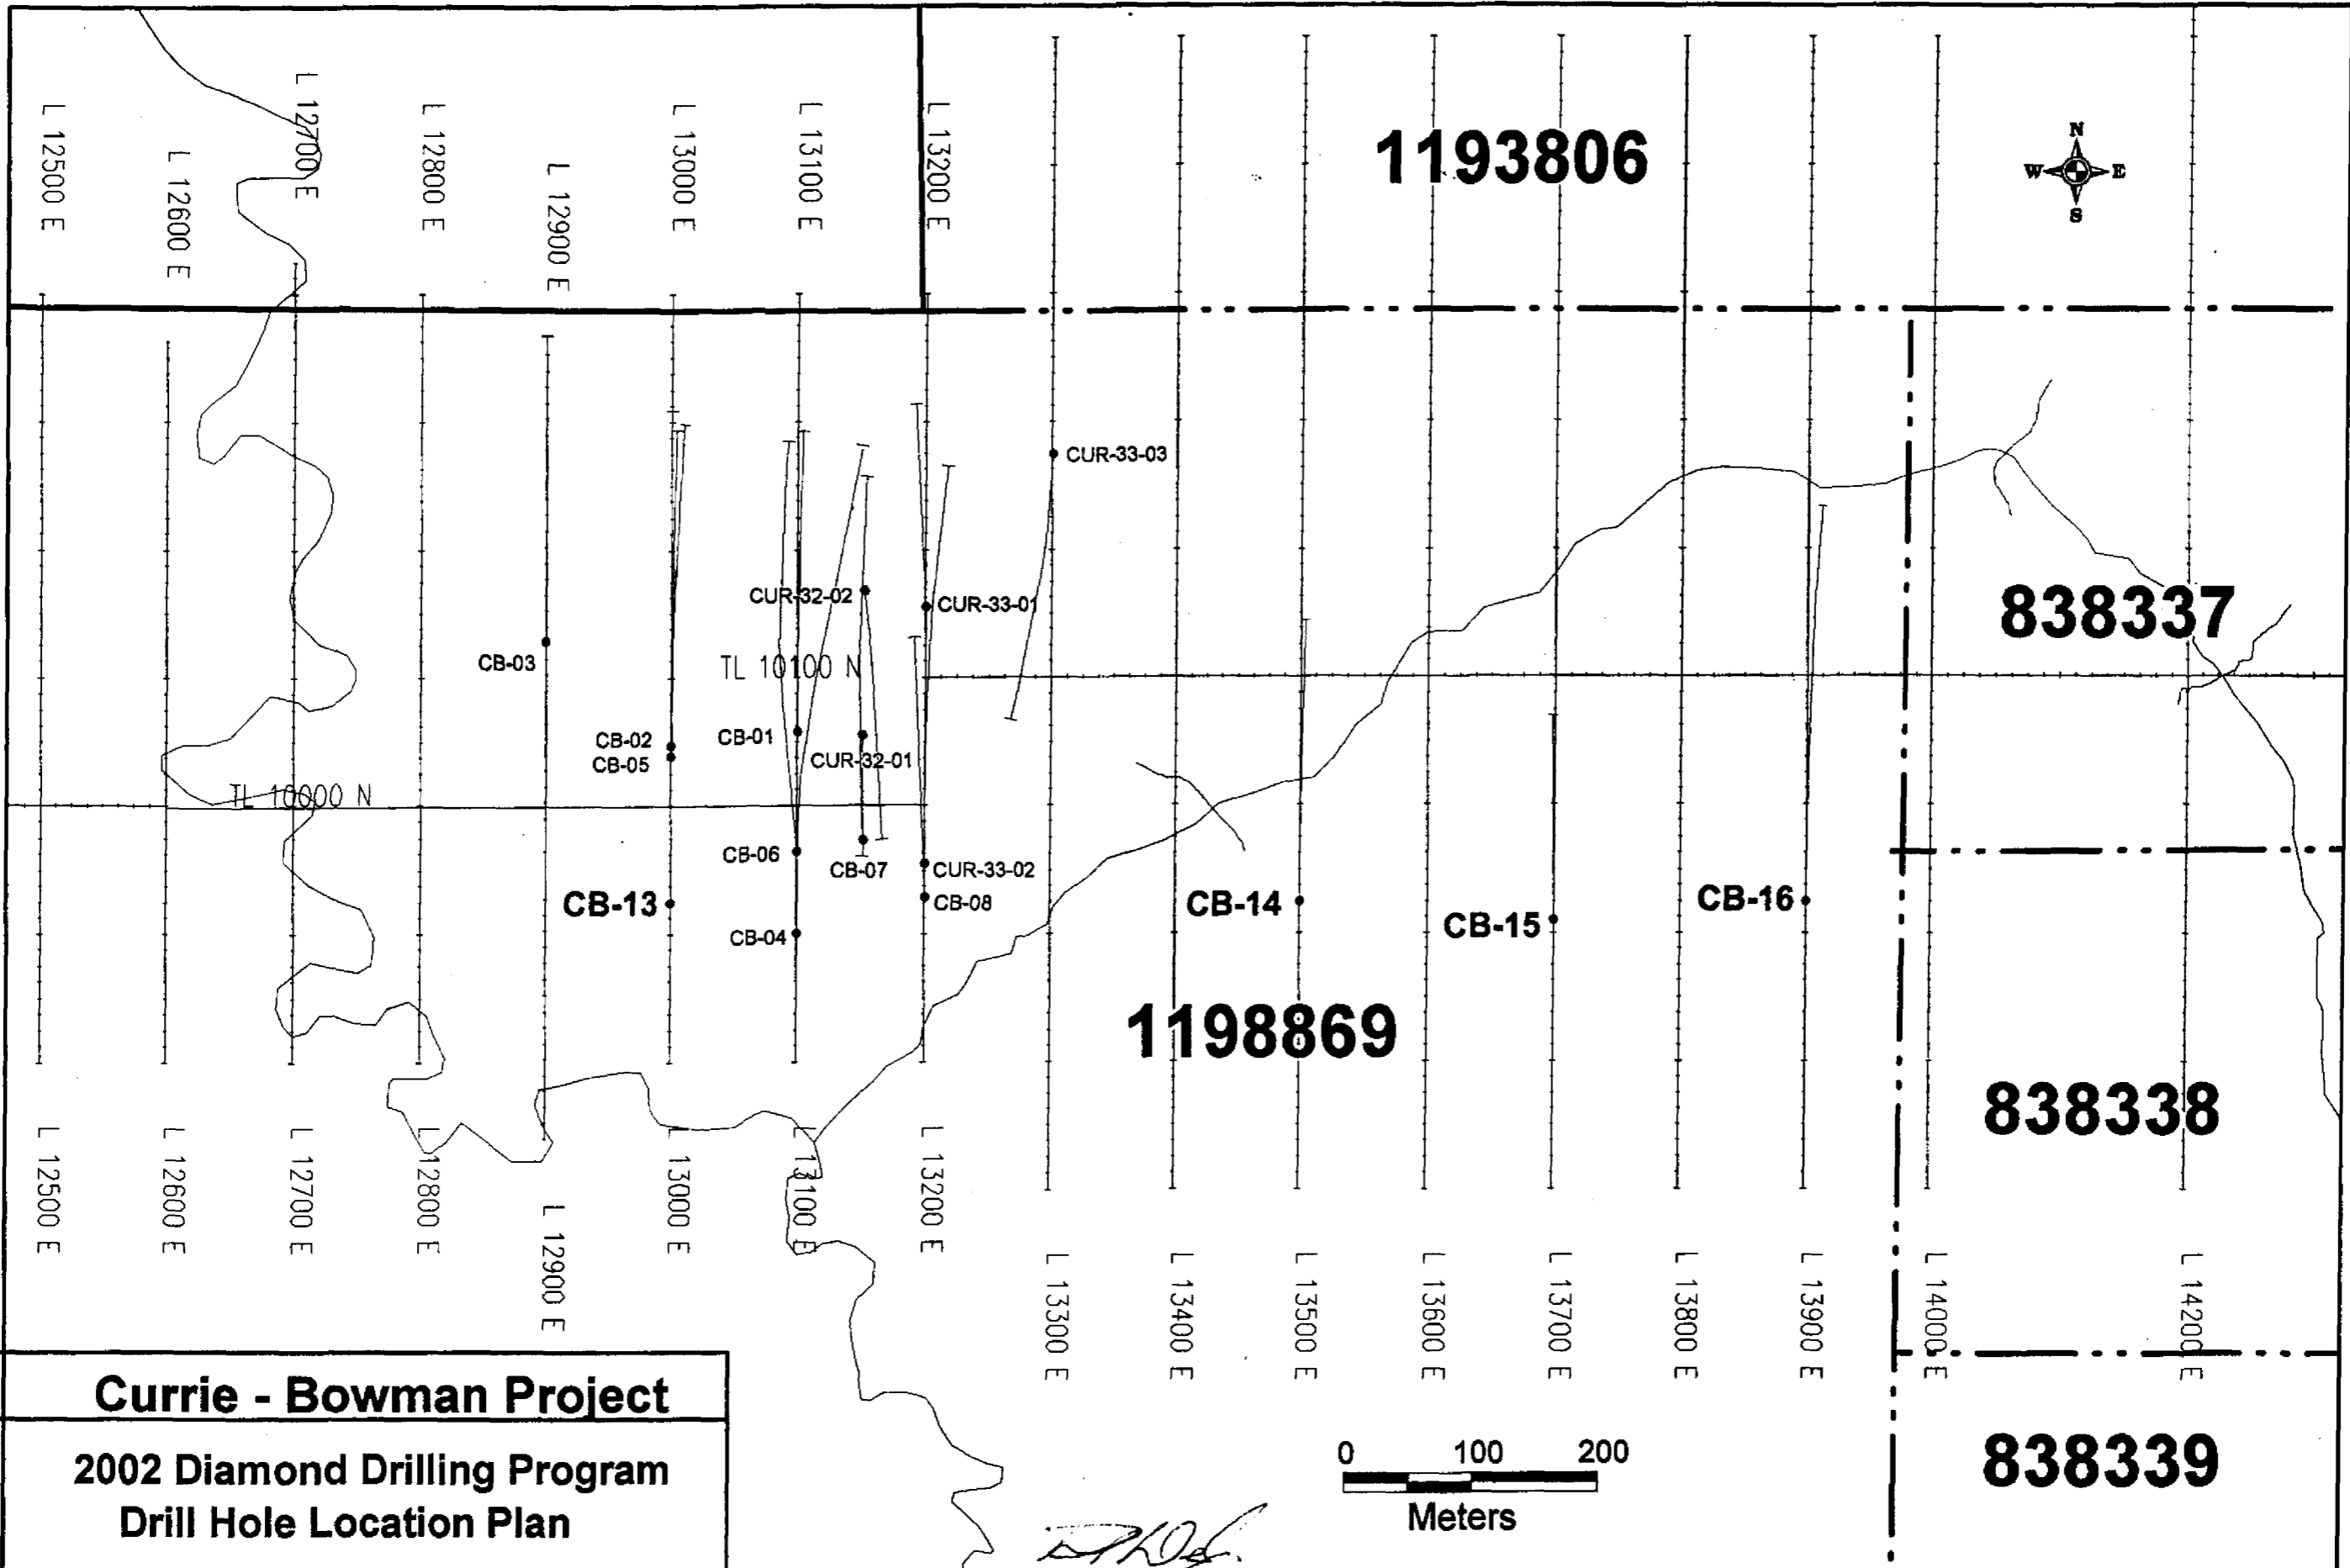 L 12500 E
L 12600 E
L 12700 E
L 12800 E
L 12900 E
L 13000 E
L 13100 E
L 13200 E
1193806
N
W E
S
CUR-33-03
CUR-32-02
CUR-33-01
838337
CB-03
TL 10100 N
CB-02
CB-01
CB-05
CUR-32-01
TL 10000 N
CB-06
CB-07
CUR-33-02
CB-13
CB-08
CB-14
CB-16
CB-15
CB-04
1198869
838338
L 12500 E
L 12600 E
L 12700 E
L 12800 E
L 12900 E
L 13000 E
L 13100 E
L 13200 E
L 13300 E
L 13400 E
L 13500 E
L 13600 E
L 13700 E
L 13800 E
L 13900 E
L 14000 E
L 14200 E
Currie - Bowman Project
2002 Diamond Drilling Program
Drill Hole Location Plan
0 100 200
Meters
838339